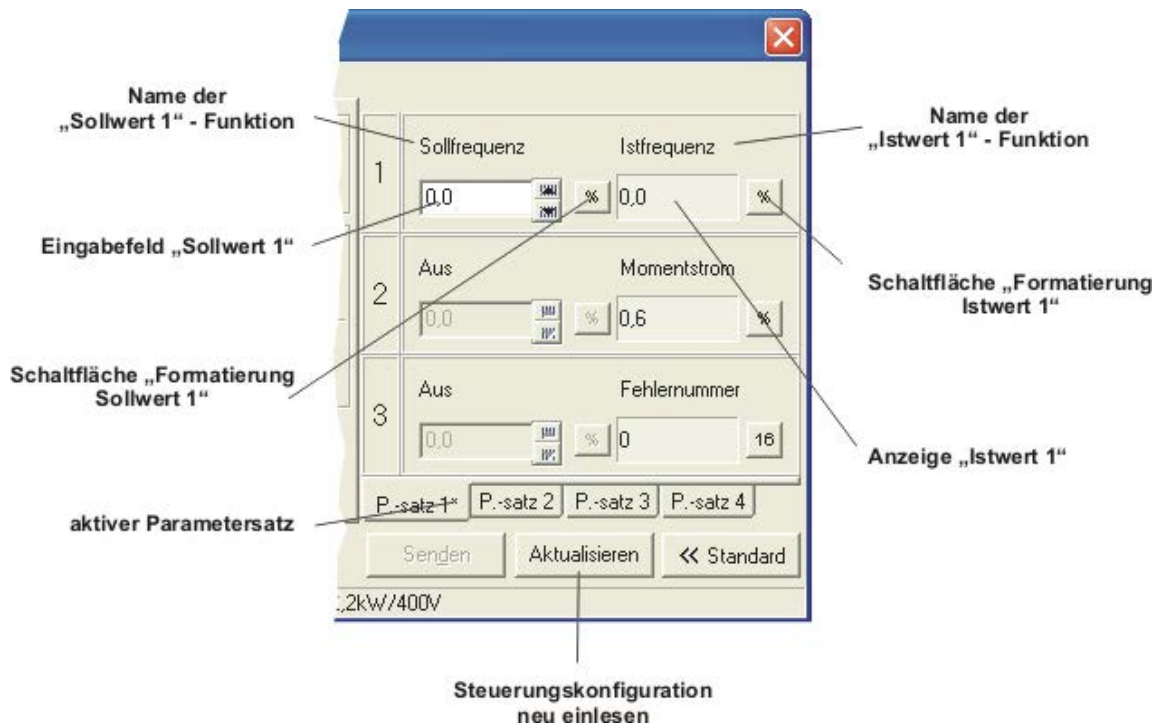 Name der
„Sollwert 1“ - Funktion
Name der
„Istwert 1“ - Funktion
1
Sollfrequenz
Istfrequenz
0,0
%
0,0
%
Eingabefeld „Sollwert 1“
Schaltfläche „Formatierung
Istwert 1“
2
Aus
Momentstrom
0,0
%
0,6
%
Schaltfläche „Formatierung
Sollwert 1“
3
Aus
Fehlernummer
0,0
%
0
16
Anzeige „Istwert 1“
aktiver Parametersatz
P.-satz 1*
P.-satz 2
P.-satz 3
P.-satz 4
Senden
Aktualisieren
<< Standard
,2kW/400V
Steuerungskonfiguration
neu einlesen